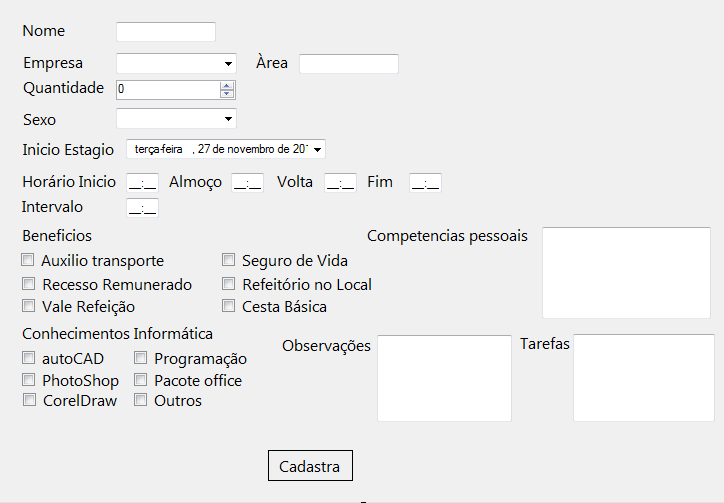 Nome
Empresa Àrea
Quantidade 0
Sexo
Inicio Estagio terça-feira , 27 de novembro de 201
Horário Inicio __:__ Almoço __:__ Volta __:__ Fim __:__
Intervalo __:__
Beneficios Competencias pessoais
Auxilio transporte Seguro de Vida
Recesso Remunerado Refeitório no Local
Vale Refeição Cesta Básica
Conhecimentos Informática
Observações Tarefas
autoCAD Programação
PhotoShop Pacote office
CorelDraw Outros
Cadastra